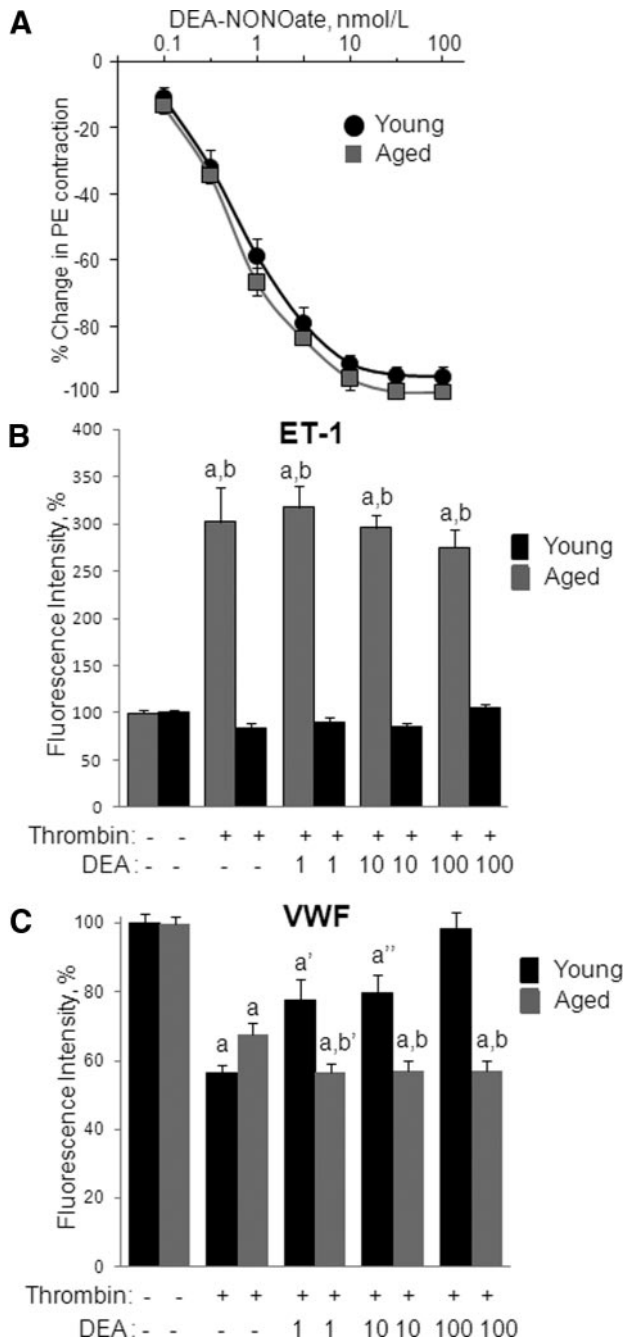 A
DEA-NONOate, nmol/L
0.1 1 10 100
0
-20
-40
-60
-80
-100
% Change in PE contraction
Young
Aged
B
ET-1
400
350
300
250
200
150
100
50
0
Fluorescence Intensity, %
a,b a,b a,b a,b
Young
Aged
Thrombin: - - + + + + + + + +
DEA : - - - - 1 1 10 10 100 100
C
VWF
100
80
60
40
20
0
Fluorescence Intensity, %
a a a’ a,b’ a’’ a,b a,b
Young
Aged
Thrombin: - - + + + + + + + +
DEA: - - - - 1 1 10 10 100 100